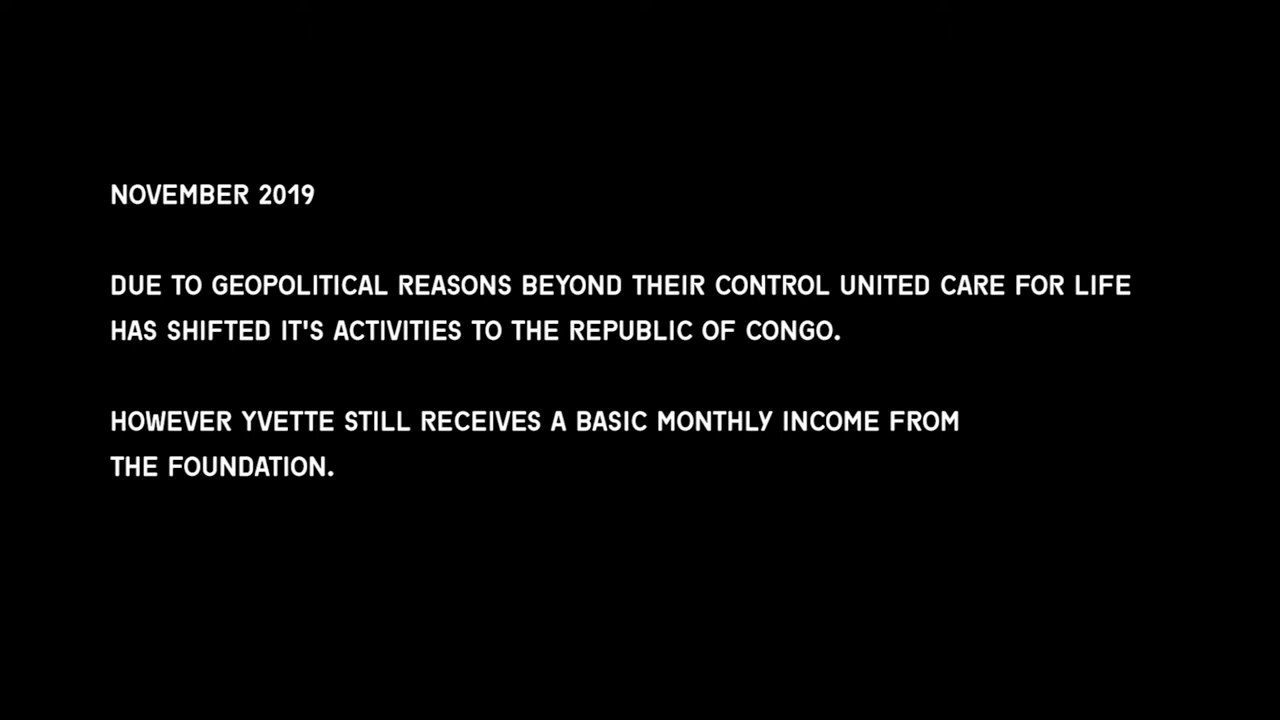 NOVEMBER 2019
DUE TO GEOPOLITICAL REASONS BEYOND THEIR CONTROL UNITED CARE FOR LIFE
HAS SHIFTED IT'S ACTIVITIES TO THE REPUBLIC OF CONGO.
HOWEVER YVETTE STILL RECEIVES A BASIC MONTHLY INCOME FROM
THE FOUNDATION.